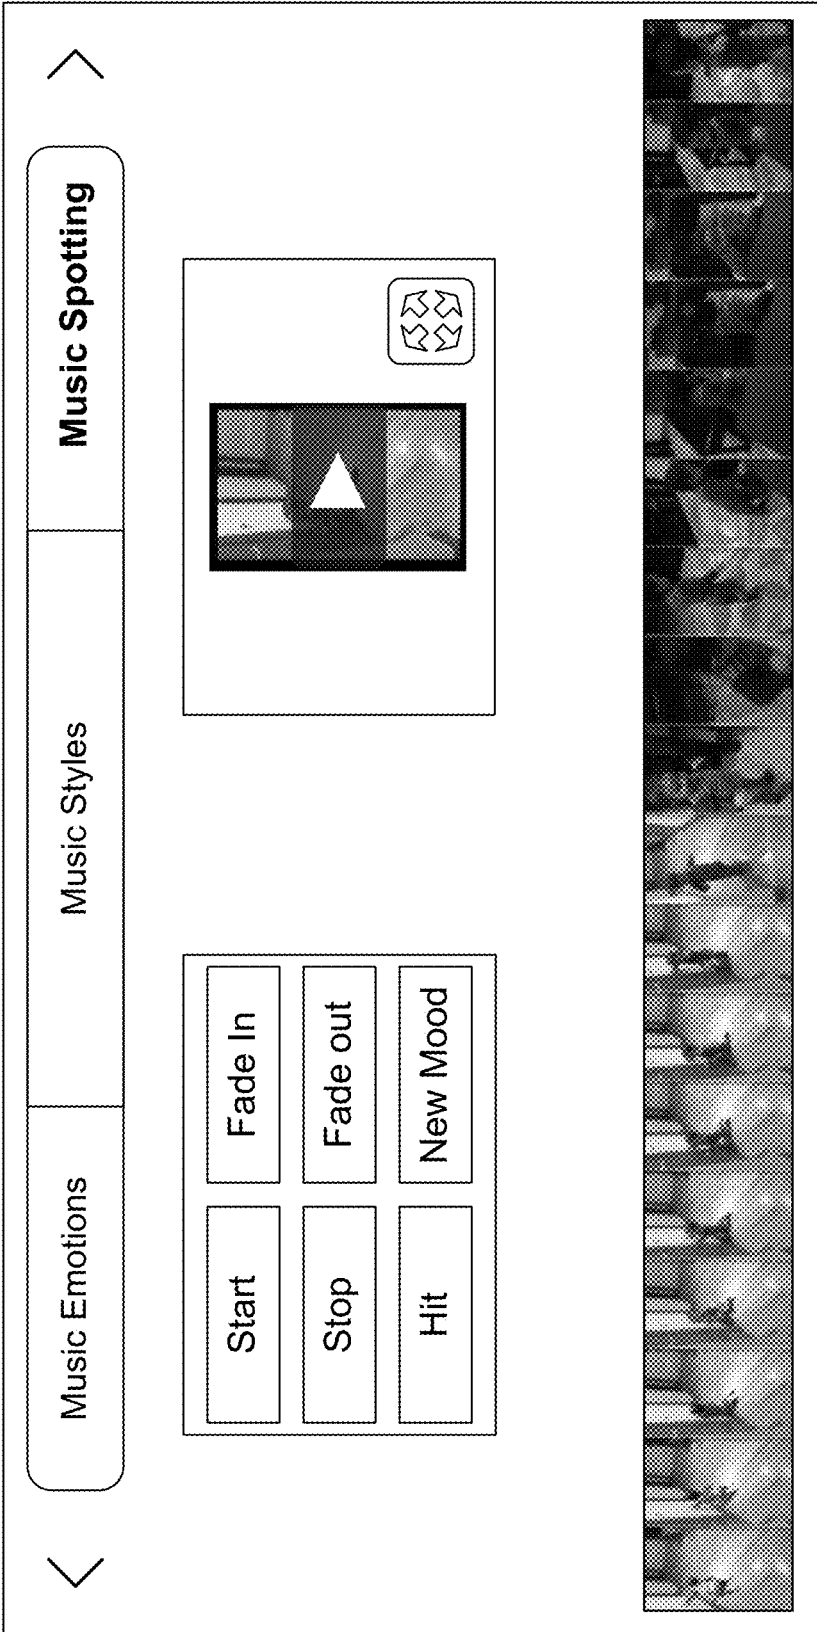 Music Emotions
Music Styles
Music Spotting
Start
Fade In
Stop
Fade out
Hit
New Mood